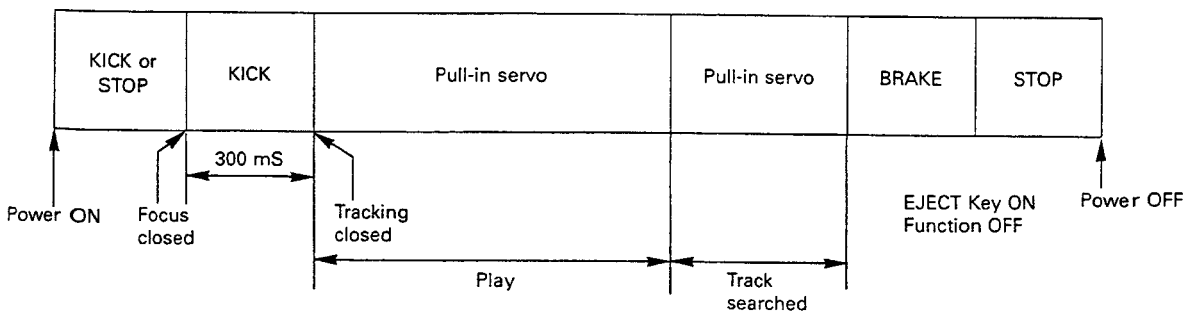 KICK or
STOP
KICK
Pull-in servo
Pull-in servo
BRAKE
STOP
300 mS
Power ON
Focus
closed
Tracking
closed
EJECT Key ON
Function OFF
Power OFF
Play
Track
searched